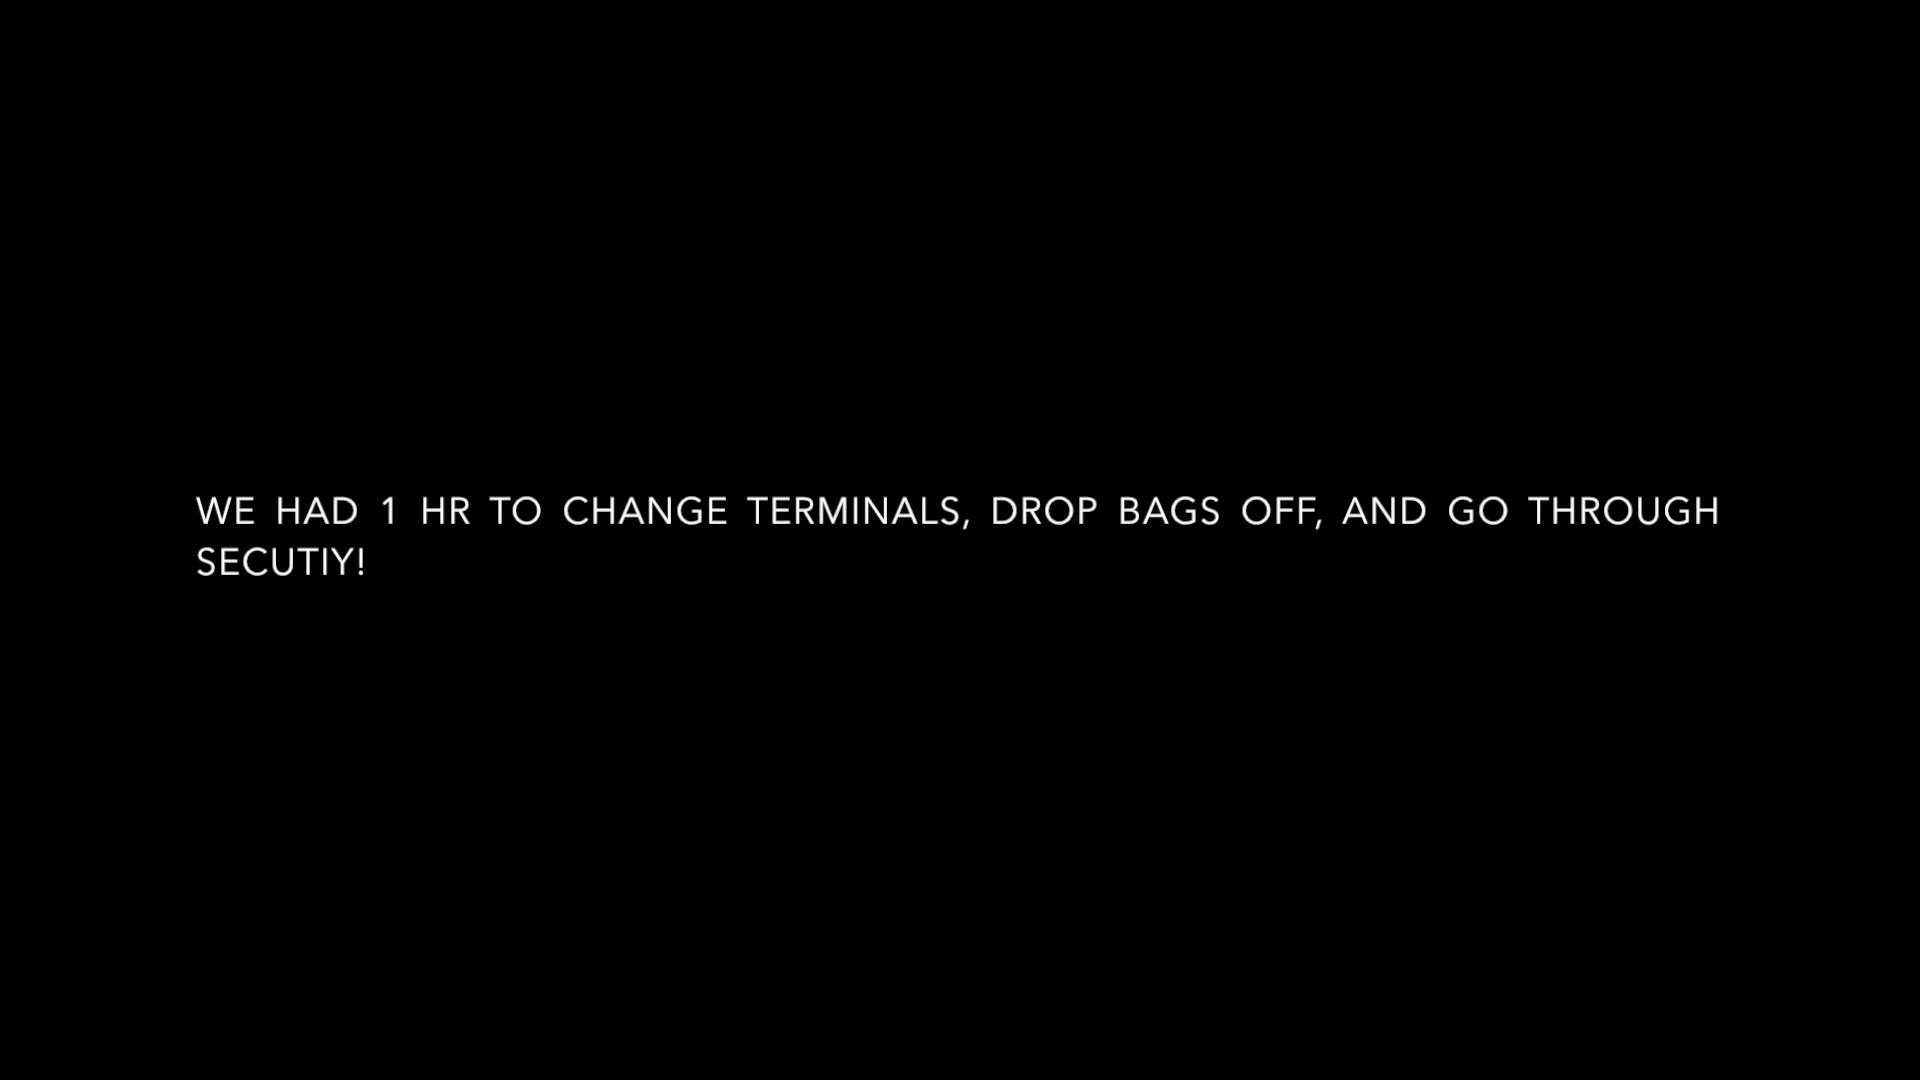 WE HAD 1 HR TO CHANGE TERMINALS, DROP BAGS OFF, AND GO THROUGH
SECUTIY!